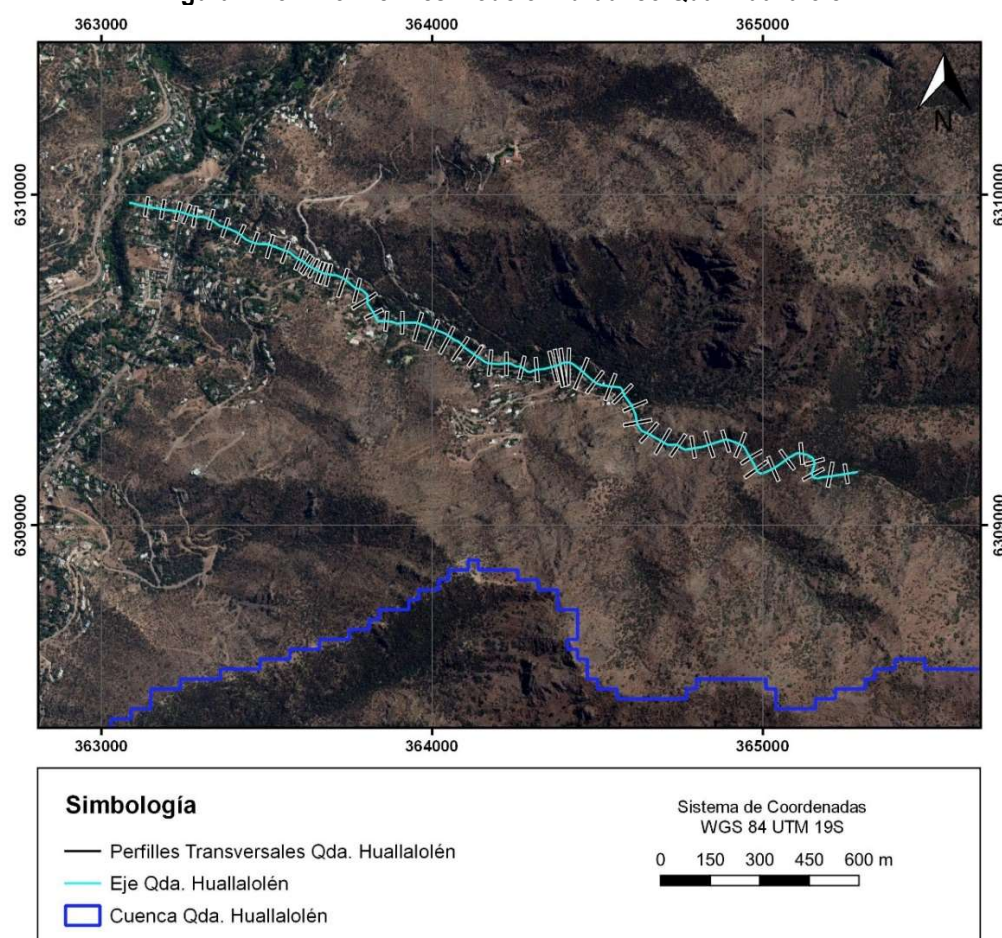 363000 364000 365000
N
6310000 6310000
6309000 6309000
363000 364000 365000
Simbología
Perfilles Transversales Qda. Huallalolén
Eje Qda. Huallalolén
Cuenca Qda. Huallalolén
Sistema de Coordenadas
WGS 84 UTM 19S
0 150 300 450 600 m